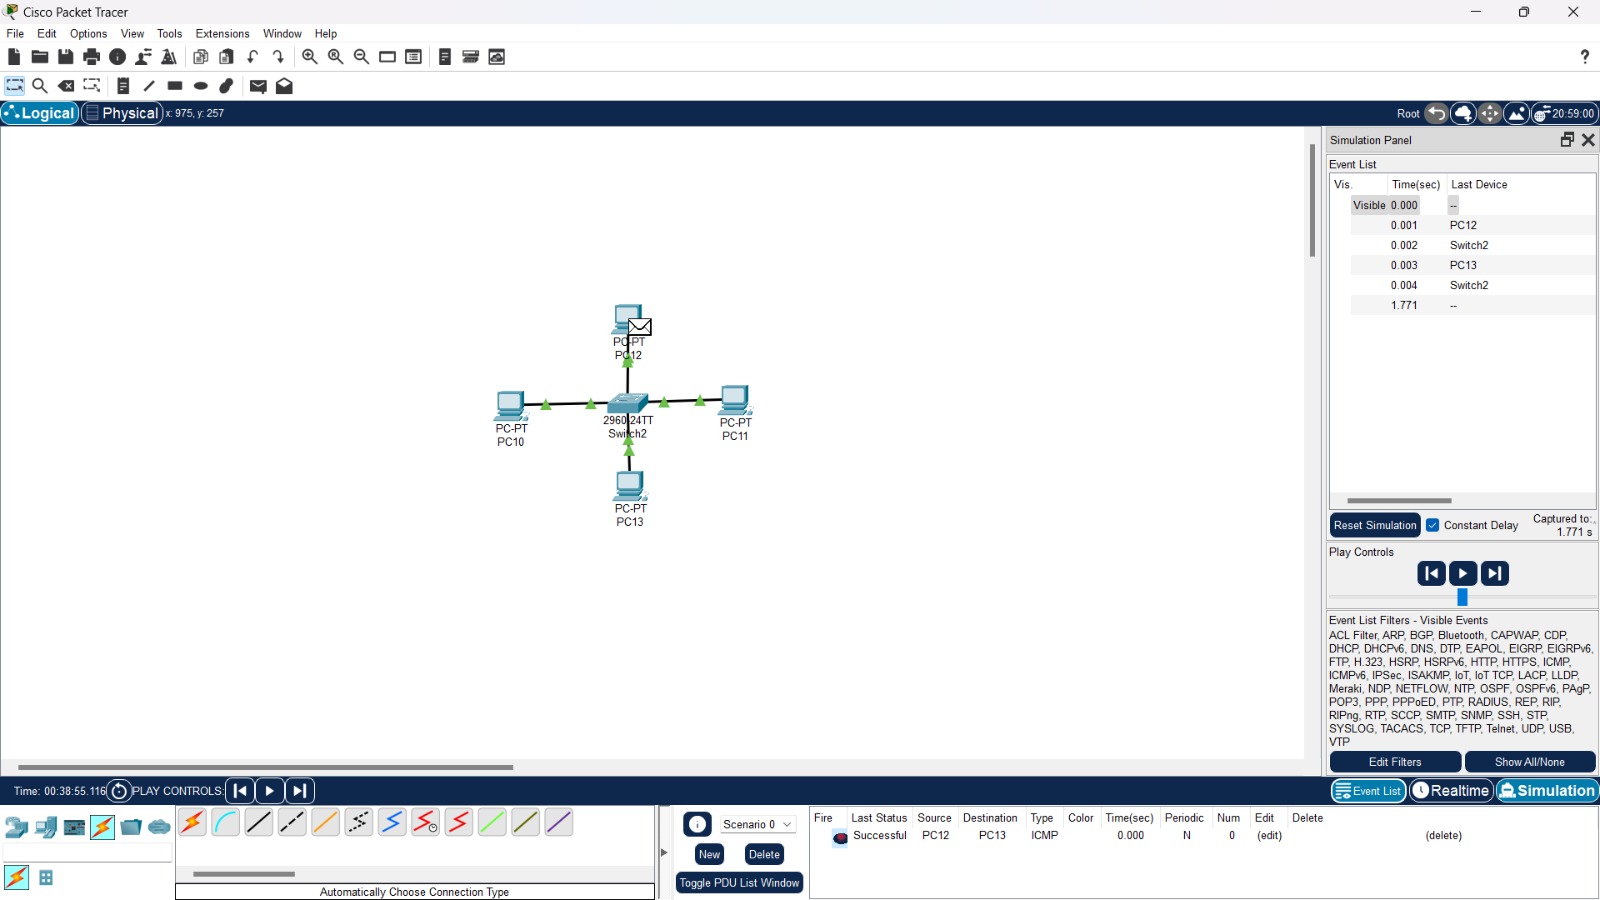 Cisco Packet Tracer
File Edit Options View Tools Extensions Window Help
?
Logical Physical x: 975, y: 257 Root 20:59:00
Simulation Panel
Event List
Vis. Time(sec) Last Device
Visible 0.000 --
0.001 PC12
0.002 Switch2
0.003 PC13
0.004 Switch2
1.771 --
PC-PT
PC12
PC-PT
PC10
2960-24TT
Switch2
PC-PT
PC11
PC-PT
PC13
Reset Simulation Constant Delay Captured to:
1.771 s
Play Controls
Event List Filters - Visible Events
ACL Filter, ARP, BGP, Bluetooth, CAPWAP, CDP,
DHCP, DHCPv6, DNS, DTP, EAPOL, EIGRP, EIGRPv6,
FTP, H.323, HSRP, HSRPv6, HTTP, HTTPS, ICMP,
ICMPv6, IPSec, ISAKMP, IoT, IoT TCP, LACP, LLDP,
Meraki, NDP, NETFLOW, NTP, OSPF, OSPFv6, PAgP,
POP3, PPP, PPPoED, PTP, RADIUS, REP, RIP,
RIPng, RTP, SCCP, SMTP, SNMP, SSH, STP,
SYSLOG, TACACS, TCP, TFTP, Telnet, UDP, USB,
VTP
Edit Filters Show All/None
Time: 00:38:55.116 PLAY CONTROLS: Event List Realtime Simulation
Scenario 0
New Delete
Toggle PDU List Window
Fire Last Status Source Destination Type Color Time(sec) Periodic Num Edit Delete
Successful PC12 PC13 ICMP 0.000 N 0 (edit) (delete)
Automatically Choose Connection Type